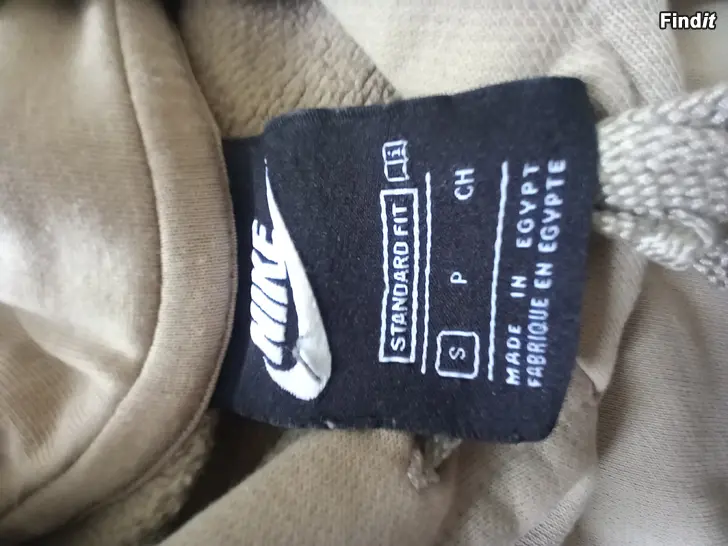 Findit
NIKE
STANDARD FIT
S P CH
MADE IN EGYPT
FABRIQUE EN EGYPTE